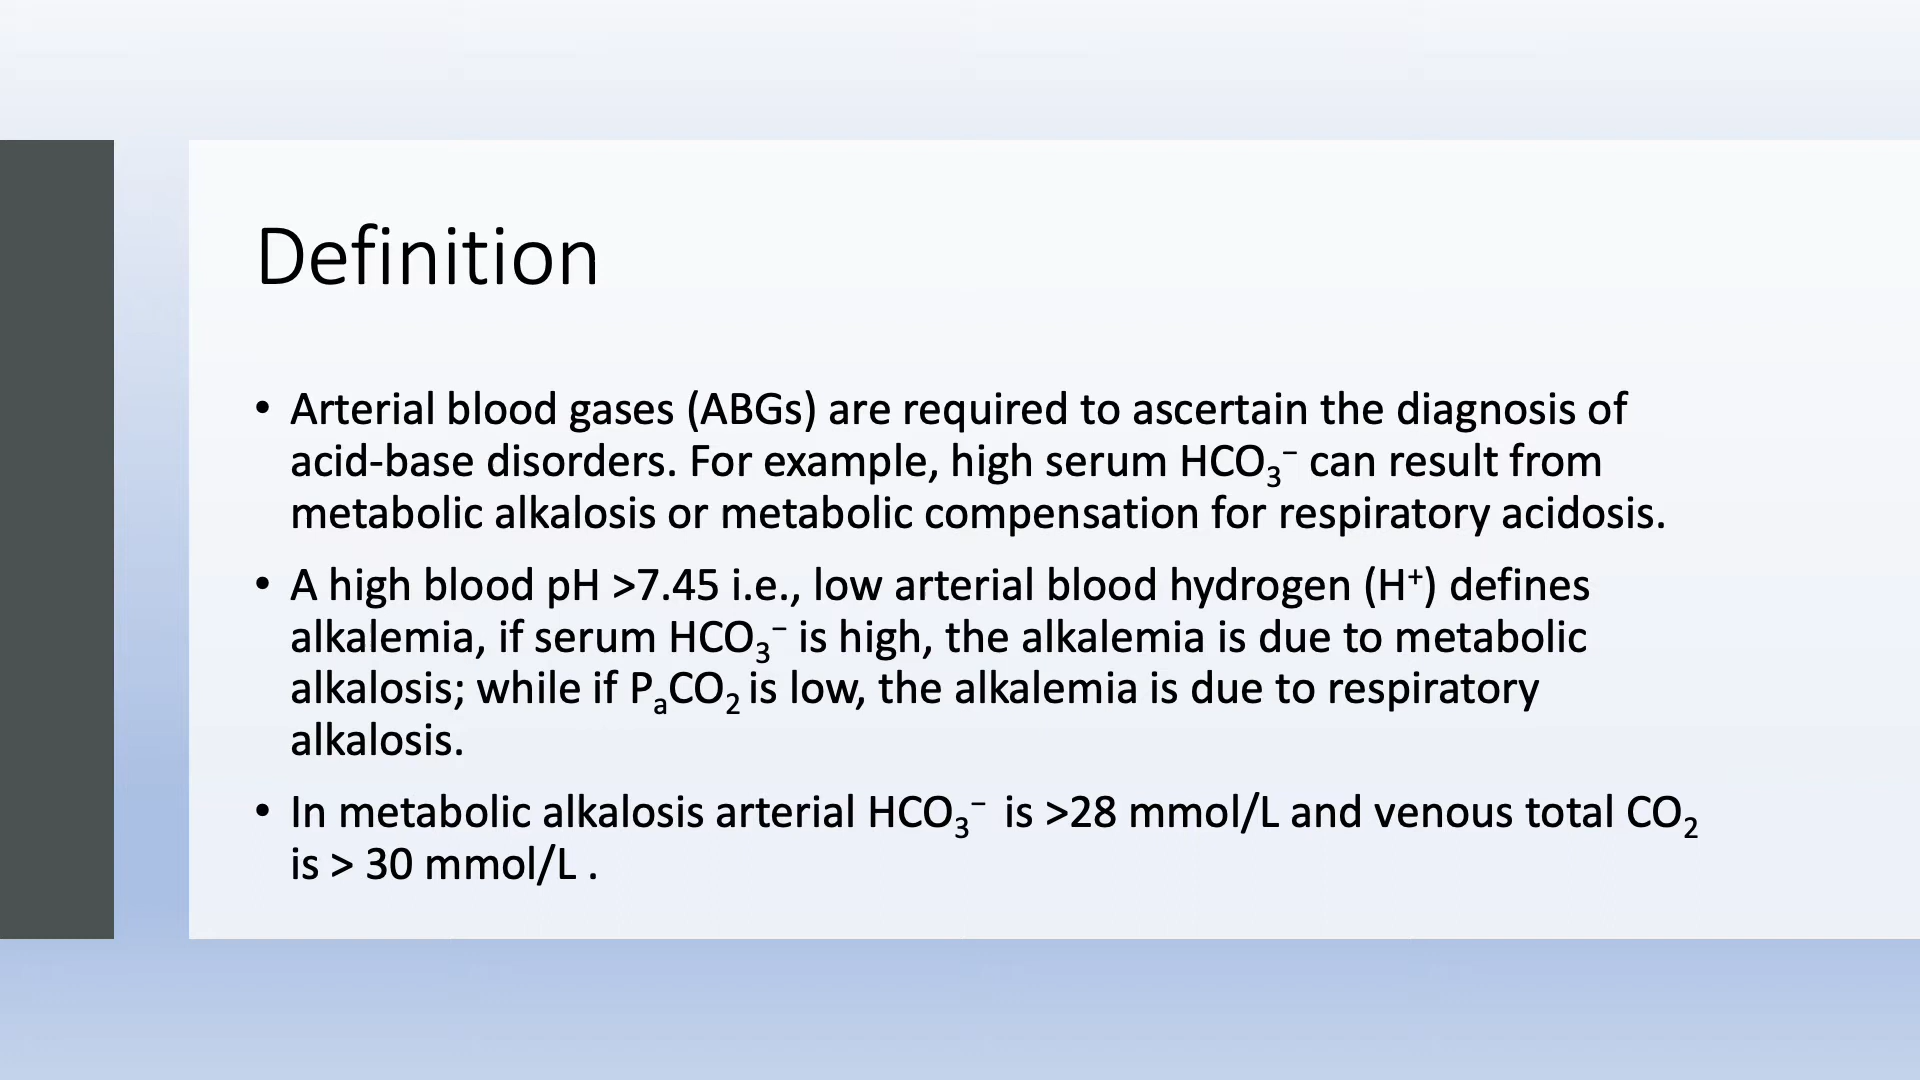 Definition
• Arterial blood gases (ABGs) are required to ascertain the diagnosis of
acid-base disorders. For example, high serum HCO₃⁻ can result from
metabolic alkalosis or metabolic compensation for respiratory acidosis.
• A high blood pH >7.45 i.e., low arterial blood hydrogen (H⁺) defines
alkalemia, if serum HCO₃⁻ is high, the alkalemia is due to metabolic
alkalosis; while if PₐCO₂ is low, the alkalemia is due to respiratory
alkalosis.
• In metabolic alkalosis arterial HCO₃⁻ is >28 mmol/L and venous total CO₂
is > 30 mmol/L .